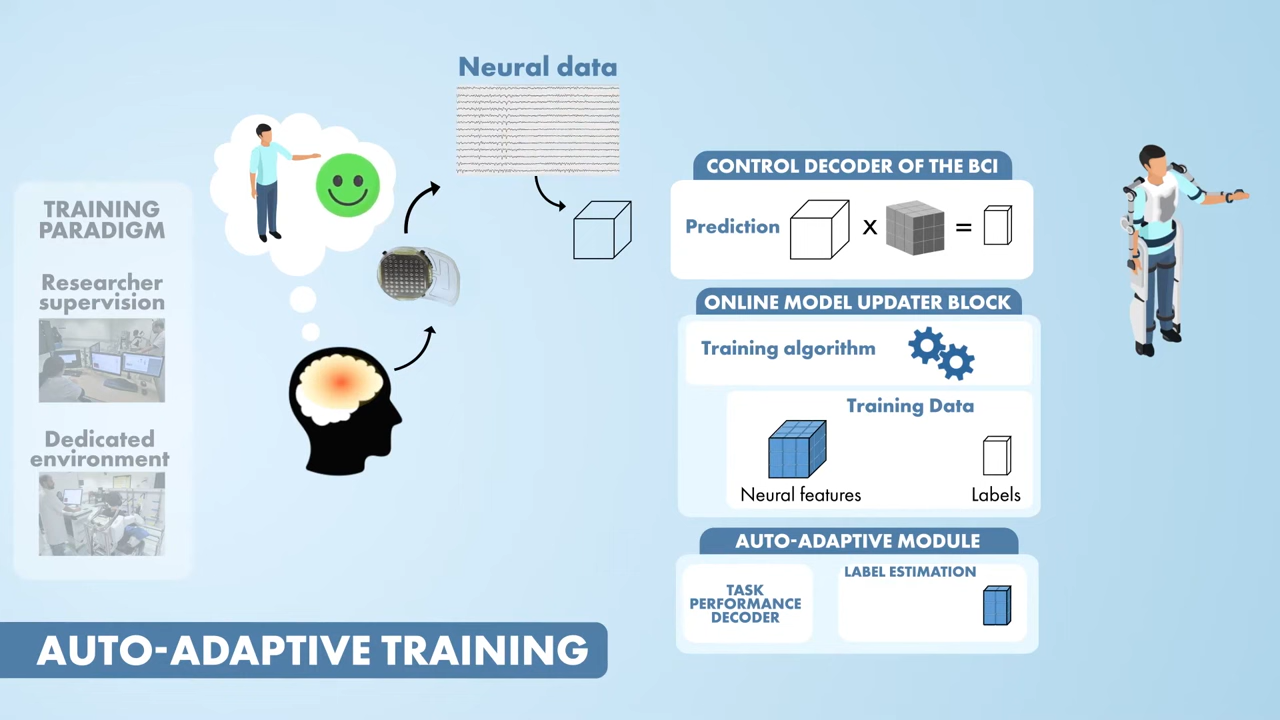 Neural data
TRAINING
PARADIGM
Researcher
supervision
Dedicated
environment
CONTROL DECODER OF THE BCI
Prediction
X
=
ONLINE MODEL UPDATER BLOCK
Training algorithm
Training Data
Neural features
Labels
AUTO-ADAPTIVE MODULE
TASK
PERFORMANCE
DECODER
LABEL ESTIMATION
AUTO-ADAPTIVE TRAINING